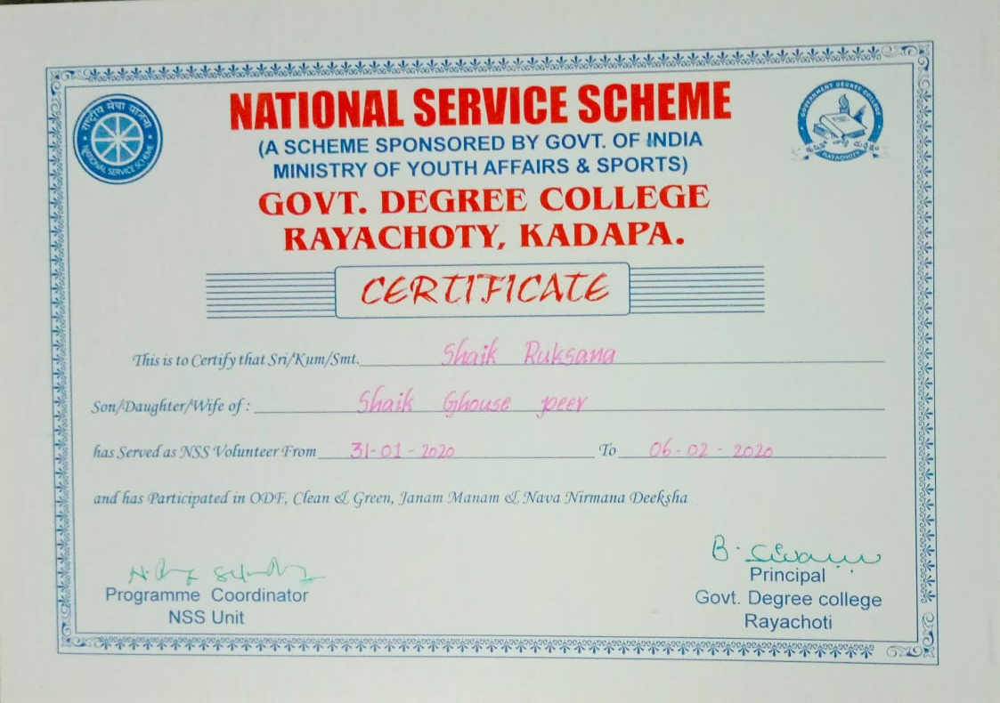 NATIONAL SERVICE SCHEME
(A SCHEME SPONSORED BY GOVT. OF INDIA
MINISTRY OF YOUTH AFFAIRS & SPORTS)
GOVT. DEGREE COLLEGE
RAYACHOTY, KADAPA.
राष्ट्रीय सेवा योजना
NATIONAL SERVICE SCHEME
GOVERNMENT DEGREE COLLEGE
RAYACHOTY
CERTIFICATE
This is to Certify that Sri/Kum/Smt. Shaik Ruksana
Son/Daughter/Wife of : Shaik Ghouse peer
has Served as NSS Volunteer From 31-01-2020 To 06-02-2020
and has Participated in ODF, Clean & Green, Janam Manam & Nava Nirmana Deeksha
B. Sivam
Programme Coordinator
NSS Unit
Principal
Govt. Degree college
Rayachoti